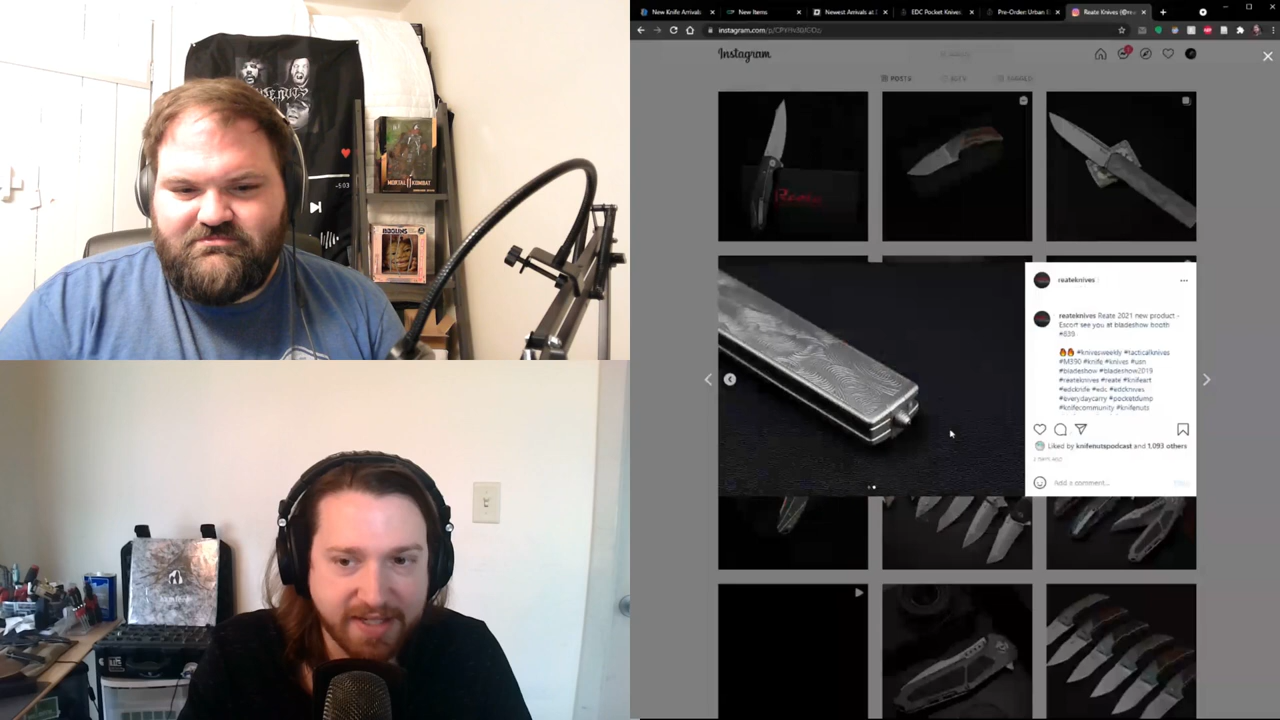 MORTAL KOMBAT
5:03
New Knife Arrivals
New Items
Newest Arrivals at
EDC Pocket Knives
Pre-Order: Urban E
Reate Knives (@re
instagram.com
Instagram
POSTS
reateknives
reateknives Reate 2021 new product -
Escort see you at bladeshow booth
#839
#knivesweekly #tacticalknives
#M390 #knife #knives #usn
#bladeshow #bladeshow2019
#reateknives #reate #knifeart
#edcknife #edc #edcknives
#everydaycarry #pocketdump
#knifecommunity #knifenuts
Liked by knifenutspodcast and 1,093 others
Add a comment...